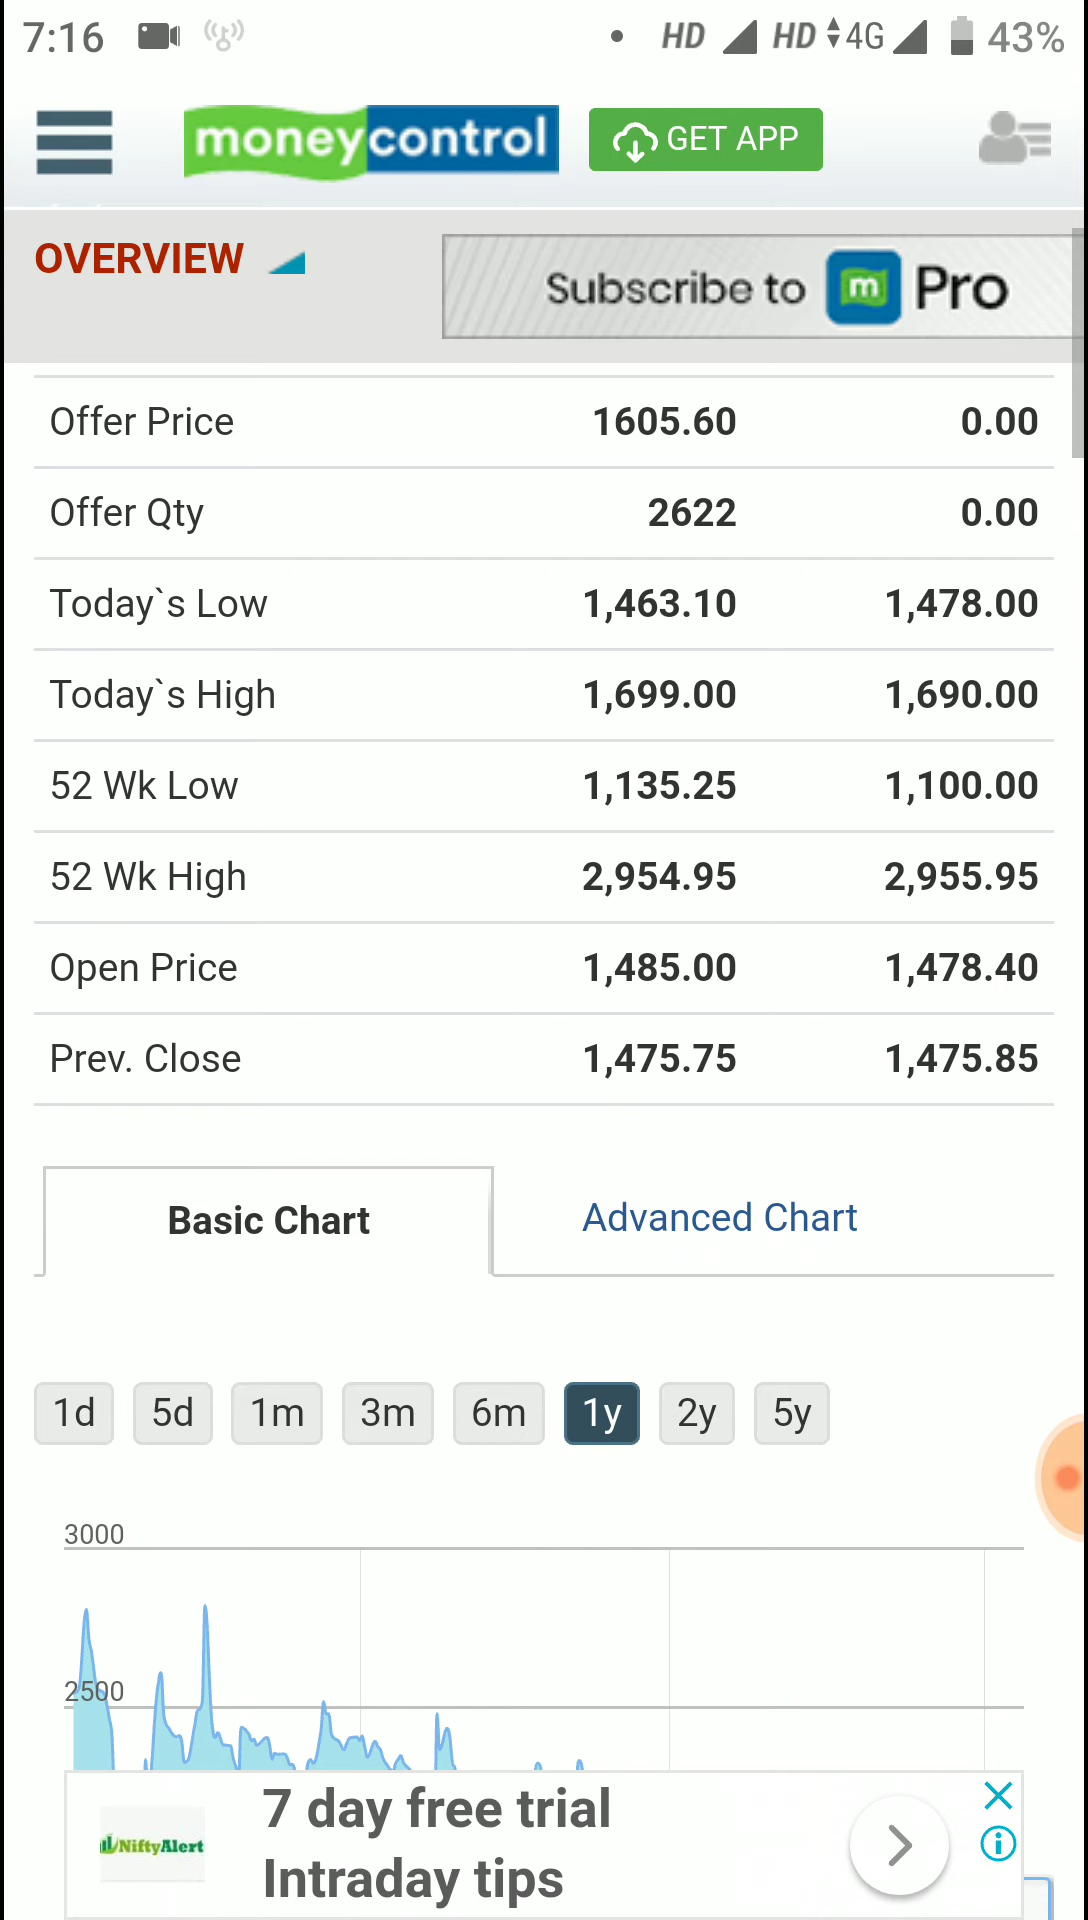 7:16 HD HD 4G 43%
moneycontrol GET APP
OVERVIEW Subscribe to m Pro
Offer Price 1605.60 0.00
Offer Qty 2622 0.00
Today`s Low 1,463.10 1,478.00
Today`s High 1,699.00 1,690.00
52 Wk Low 1,135.25 1,100.00
52 Wk High 2,954.95 2,955.95
Open Price 1,485.00 1,478.40
Prev. Close 1,475.75 1,475.85
Basic Chart Advanced Chart
1d 5d 1m 3m 6m 1y 2y 5y
3000
2500
NiftyAlert
7 day free trial
Intraday tips